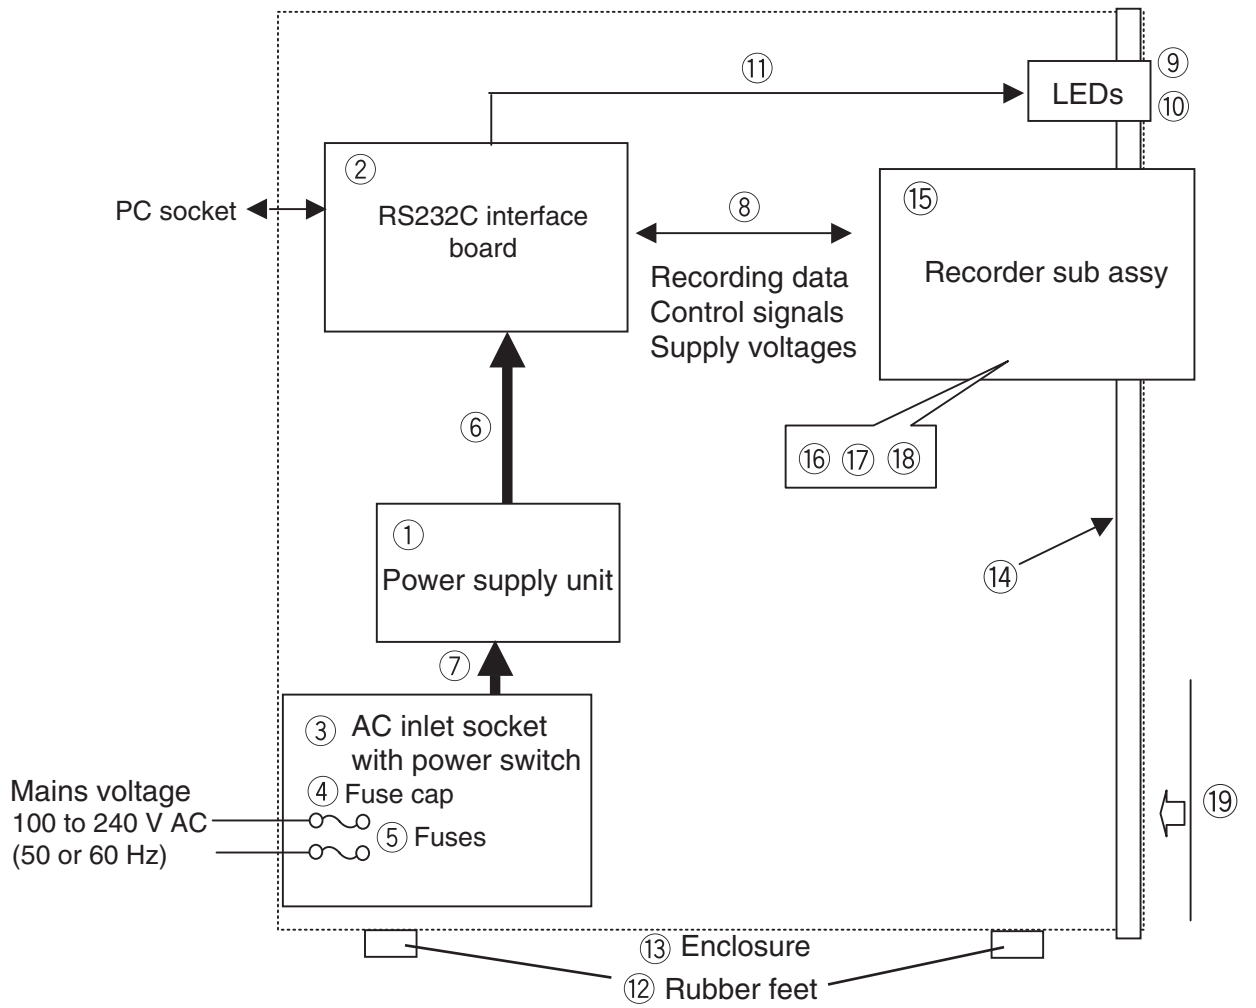 ⑪
LEDs
⑨
⑩
②
RS232C interface
board
PC socket
⑧
Recording data
Control signals
Supply voltages
⑮
Recorder sub assy
⑯ ⑰ ⑱
⑥
①
Power supply unit
⑭
⑦
③ AC inlet socket
with power switch
④ Fuse cap
⑤ Fuses
Mains voltage
100 to 240 V AC
(50 or 60 Hz)
⑲
⑬ Enclosure
⑫ Rubber feet